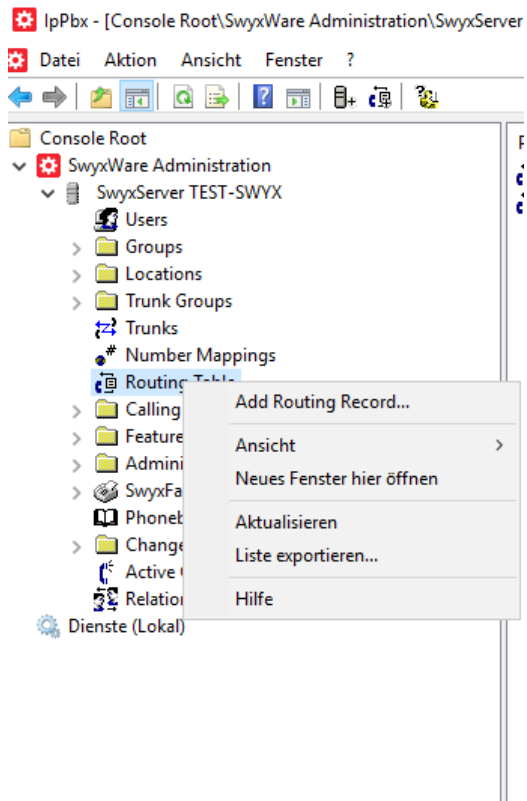 IpPbx - [Console Root\SwyxWare Administration\SwyxServer
Datei Aktion Ansicht Fenster ?
Console Root
SwyxWare Administration
SwyxServer TEST-SWYX
Users
Groups
Locations
Trunk Groups
Trunks
Number Mappings
Routing Table
Calling
Feature
Admini
SwyxFa
Phoneb
Change
Active
Relation
Dienste (Lokal)
Add Routing Record...
Ansicht
Neues Fenster hier öffnen
Aktualisieren
Liste exportieren...
Hilfe